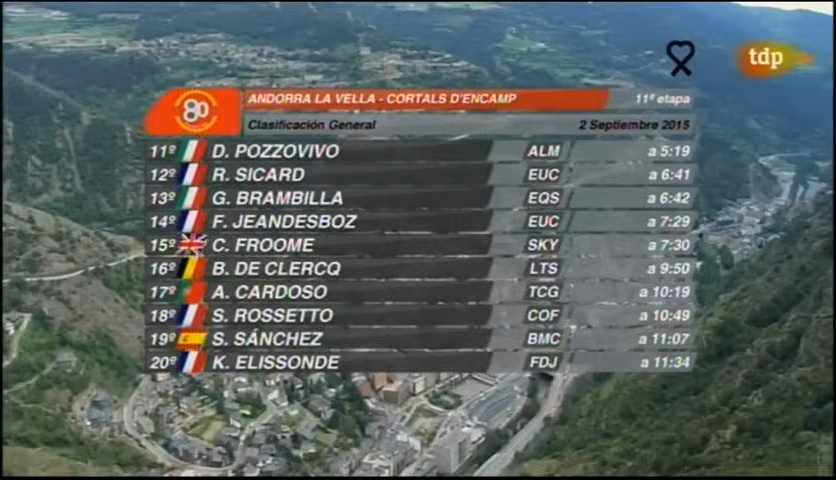 tdp
80
ANDORRA LA VELLA - CORTALS D'ENCAMP 11ª etapa
Clasificación General 2 Septiembre 2015
11º D. POZZOVIVO ALM a 5:19
12º R. SICARD EUC a 6:41
13º G. BRAMBILLA EQS a 6:42
14º F. JEANDESBOZ EUC a 7:29
15º C. FROOME SKY a 7:30
16º B. DE CLERCQ LTS a 9:50
17º A. CARDOSO TCG a 10:19
18º S. ROSSETTO COF a 10:49
19º S. SÁNCHEZ BMC a 11:07
20º K. ELISSONDE FDJ a 11:34